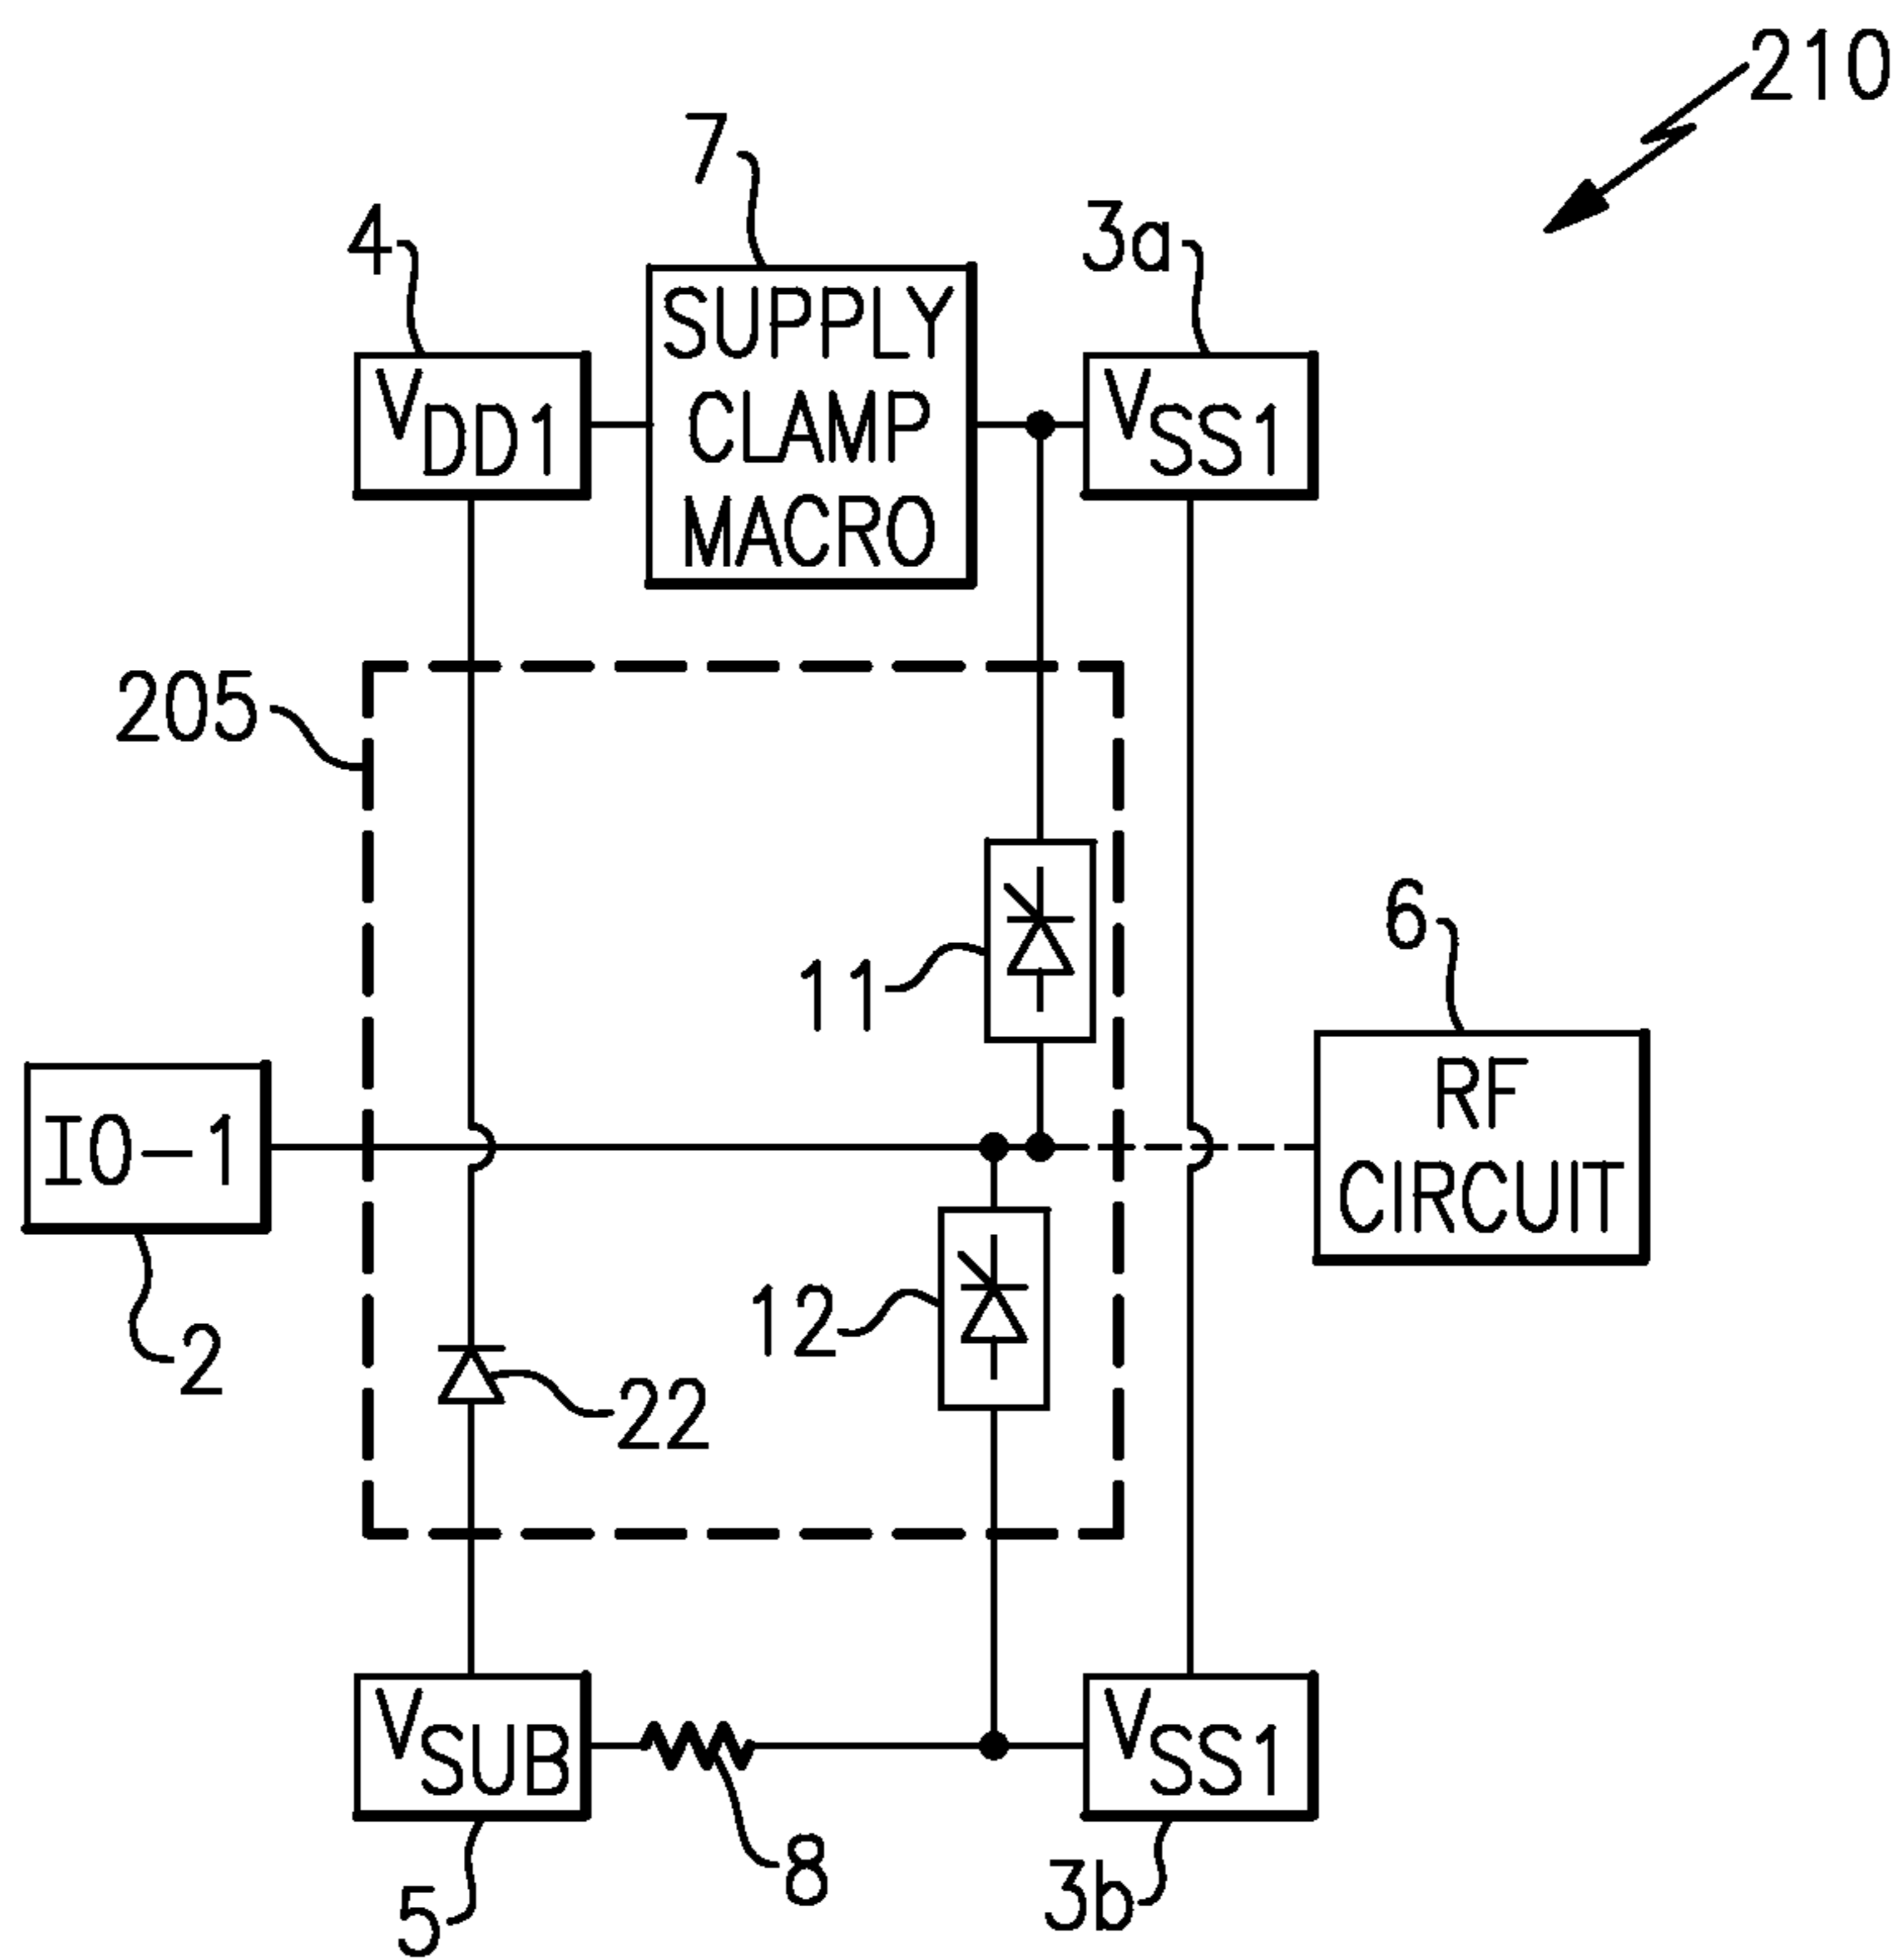 210
7
4
3a
SUPPLY
CLAMP
MACRO
VDD1
VSS1
205
11
6
RF
CIRCUIT
IO-1
12
2
22
VSUB
VSS1
8
5
3b